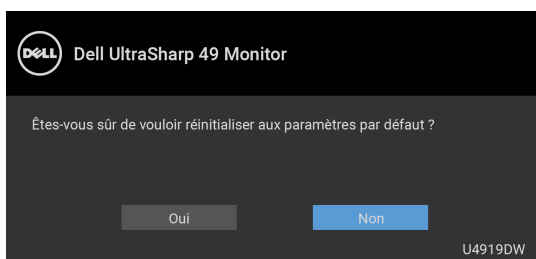 DELL
Dell UltraSharp 49 Monitor
Êtes-vous sûr de vouloir réinitialiser aux paramètres par défaut ?
Oui
Non
U4919DW